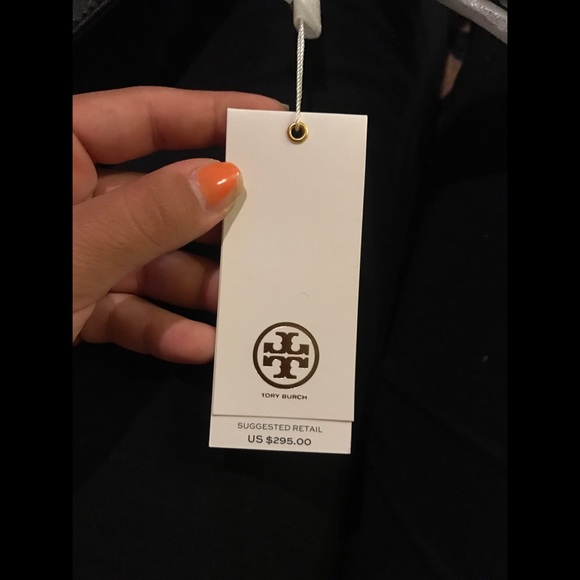 TORY BURCH
SUGGESTED RETAIL
US $295.00